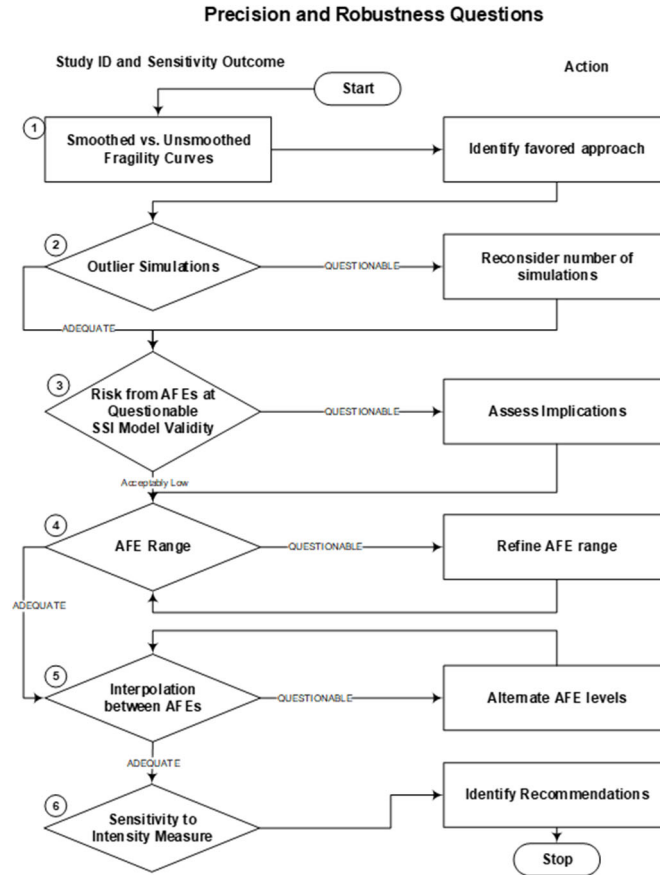 Precision and Robustness Questions
Study ID and Sensitivity Outcome
Action
Start
1
Smoothed vs. Unsmoothed
Fragility Curves
Identify favored approach
2
Outlier Simulations
QUESTIONABLE
Reconsider number of
simulations
ADEQUATE
3
Risk from AFEs at
Questionable
SSI Model Validity
QUESTIONABLE
Assess Implications
Acceptably Low
4
AFE Range
QUESTIONABLE
Refine AFE range
ADEQUATE
5
Interpolation
between AFEs
QUESTIONABLE
Alternate AFE levels
ADEQUATE
6
Sensitivity to
Intensity Measure
Identify Recommendations
Stop